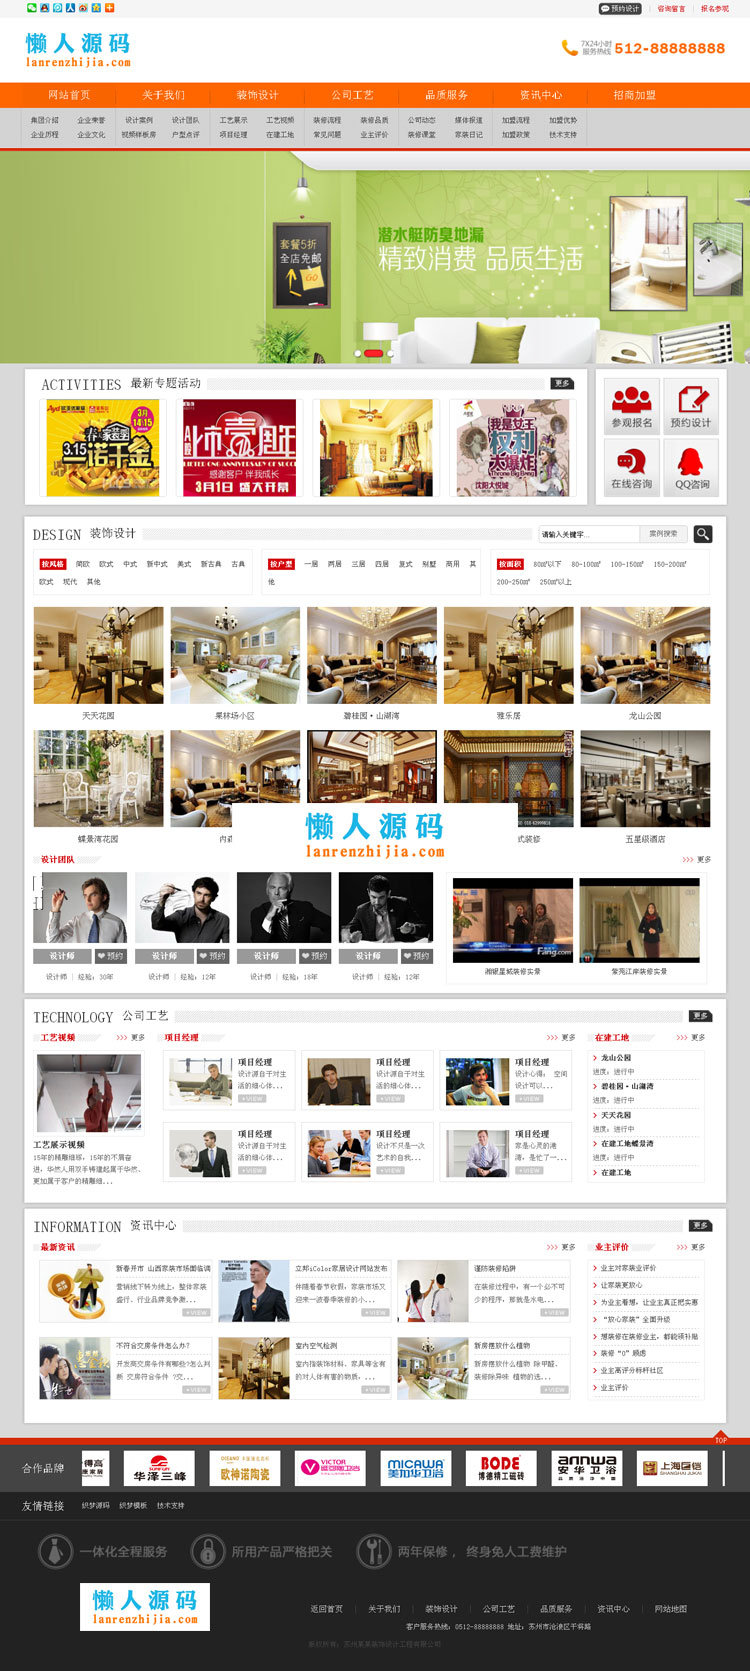 预约设计
咨询留言
报名参观
懒人源码
lanrenzhijia.com
7X24小时
服务热线
512-88888888
网站首页 关于我们 装饰设计 公司工艺 品质服务 资讯中心 招商加盟
集团介绍 企业荣誉 设计案例 设计团队 工艺展示 工艺视频 装修流程 装修品质 公司动态 媒体报道 加盟流程 加盟优势
企业历程 企业文化 视频样板房 户型点评 项目经理 在建工地 常见问题 业主评价 装修课堂 家装日记 加盟政策 技术支持
套餐5折
全店免邮
GO
潜水艇防臭地漏
精致消费 品质生活
ACTIVITIES 最新专题活动
更多
3月
14:15
3.15
春季家装季
诺千金
壹周年
感谢客户 伴我成长
3月1日 盛大开幕
我是女王
权利
大爆炸
沈阳大悦城
参观报名 预约设计
在线咨询 QQ咨询
DESIGN 装饰设计
请输入关键字...
案例搜索
按风格 简欧 欧式 中式 新中式 美式 新古典 古典
欧式 现代 其他
按户型 一居 两居 三居 四居 复式 别墅 商用 其
他
按面积 80㎡以下 80-100㎡ 100-150㎡ 150-200㎡
200-250㎡ 250㎡以上
天天花园 果林场小区 碧桂园·山湖湾 雅乐居 龙山公园
蝶景湾花园
式装修
五星级酒店
懒人源码
lanrenzhijia.com
设计团队
>>> 更多
Fang.com
设计师 预约 设计师 预约 设计师 预约 设计师 预约
设计师 | 经验：30年 设计师 | 经验：12年 设计师 | 经验：18年 设计师 | 经验：12年
湘银星城装修实景 紫苑江岸装修实景
TECHNOLOGY 公司工艺
更多
工艺视频 >>> 更多
项目经理 >>> 更多
在建工地 >>> 更多
工艺展示视频
15年的精雕细琢，15年的不屑奋
进，华然人用双手铸建起属于华然、
更加属于客户的精雕细...
项目经理
设计源自于对生
活的细心体...
+VIEW
项目经理
设计源自于对生
活的细心体...
+VIEW
项目经理
设计心得： 空间
设计可以...
+VIEW
项目经理
设计源自于对生
活的细心体...
+VIEW
项目经理
设计不只是一次
艺术的自我...
+VIEW
项目经理
家是心灵的港
湾，是忙了一...
+VIEW
龙山公园
进度：进行中
碧桂园·山湖湾
进度：进行中
天天花园
进度：进行中
在建工地蝶景湾
进度：进行中
在建工地
INFORMATION 资讯中心
更多
最新资讯 >>> 更多
业主评价 >>> 更多
新春开市 山西家装市场面临调
营销线下转为线上，整体家装
盛行、行业品牌竞争激...
+VIEW
立邦iColor家居设计网站发布
伴随着春节收假，家装市场又
迎来一波春季装修的小...
+VIEW
谨防装修陷阱
在装修过程中，有一个必不可
少的程序，那就是水电...
+VIEW
不符合交房条件怎么办？
开发商交房条件有哪些?怎么判
断 交房符合条件 ?交...
+VIEW
室内空气检测
室内指装饰材料、家具等含有
的对人体有害的物质，...
+VIEW
新房摆放什么植物
新房摆放什么植物 除甲醛、
装修除异味 植物的选...
+VIEW
业主对家装业评价
让家装更放心
为业主着想，让业主真正把实惠
“放心家装”全面升级
想装修在装修业主，都能领补贴
装修“0”顾虑
业主高评分标杆社区
业主评价
TOP
合作品牌
华泽三峰
欧神诺陶瓷
VICTOR
MICAWA
美加华卫浴
BODE
博德精工磁砖
annwa
安华卫浴
上海巨铠
SHANGHAI JUKAI
友情链接 织梦源码 织梦模板 技术支持
一体化全程服务 所用产品严格把关 两年保修，终身免人工费维护
懒人源码
lanrenzhijia.com
返回首页 | 关于我们 | 装饰设计 | 公司工艺 | 品质服务 | 资讯中心 | 网站地图
客户服务热线：0512-88888888 地址：苏州市沧浪区干将路
版权所有：苏州某某装饰设计工程有限公司